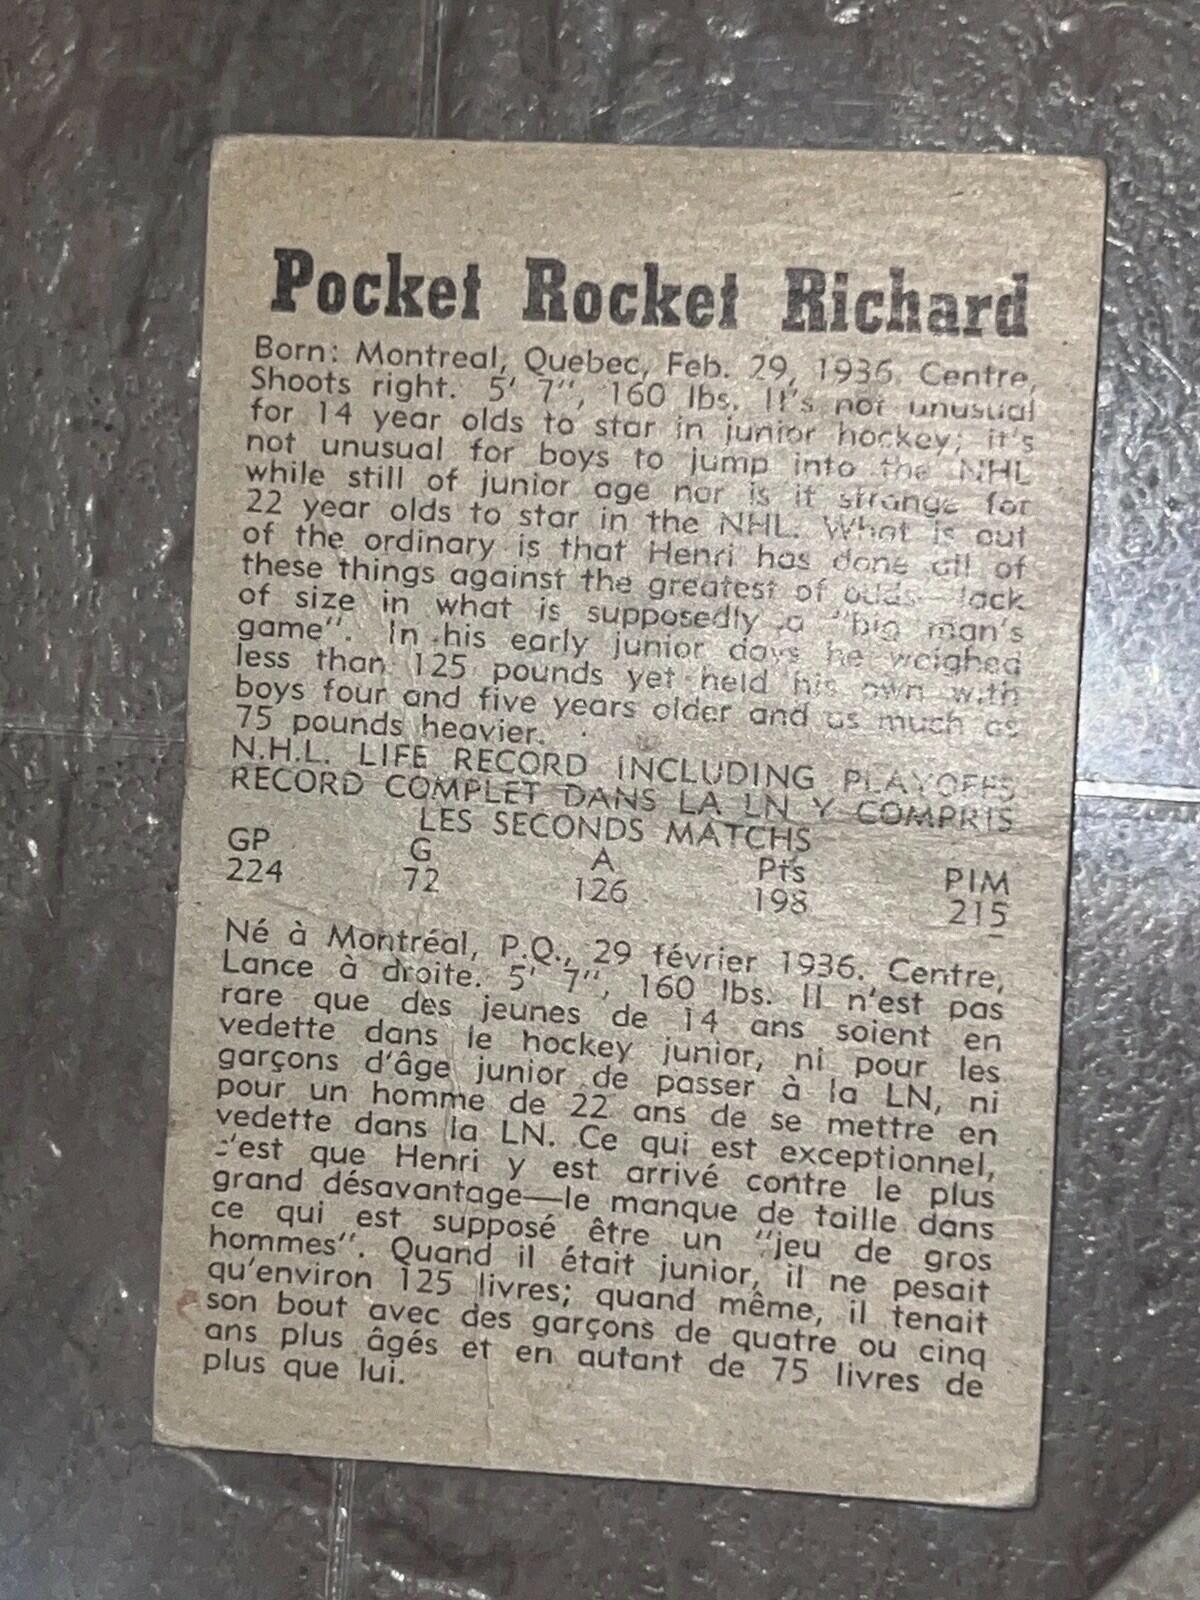 Pocket Rocket Richard
Born: Montreal, Quebec, Feb. 29, 1936. Centre,
Shoots right. 5' 7", 160 lbs. It's not unusual
for 14 year olds to star in junior hockey; it's
not unusual for boys to jump into the NHL
while still of junior age nor is it strange for
22 year olds to star in the NHL. What is out
of the ordinary is that Henri has done all of
these things against the greatest of odds—lack
of size in what is supposedly a "big man's
game". In his early junior days he weighed
less than 125 pounds yet held his own with
boys four and five years older and as much as
75 pounds heavier.
N.H.L. LIFE RECORD INCLUDING PLAYOFFS
RECORD COMPLET DANS LA LN Y COMPRIS
LES SECONDS MATCHS
GP G A Pts PIM
224 72 126 198 215
Né à Montréal, P.Q., 29 février 1936. Centre,
Lance à droite. 5' 7", 160 lbs. Il n'est pas
rare que des jeunes de 14 ans soient en
vedette dans le hockey junior, ni pour les
garçons d'âge junior de passer à la LN, ni
pour un homme de 22 ans de se mettre en
vedette dans la LN. Ce qui est exceptionnel,
c'est que Henri y est arrivé contre le plus
grand désavantage—le manque de taille dans
ce qui est supposé être un "jeu de gros
hommes". Quand il était junior, il ne pesait
qu'environ 125 livres; quand même, il tenait
son bout avec des garçons de quatre ou cinq
ans plus âgés et en autant de 75 livres de
plus que lui.